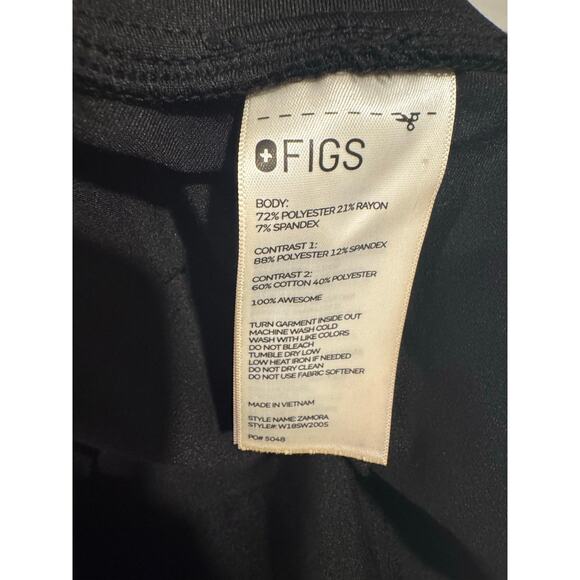 FIGS
BODY:
72% POLYESTER 21% RAYON
7% SPANDEX
CONTRAST 1:
88% POLYESTER 12% SPANDEX
CONTRAST 2:
60% COTTON 40% POLYESTER
100% AWESOME
TURN GARMENT INSIDE OUT
MACHINE WASH COLD
WASH WITH LIKE COLORS
DO NOT BLEACH
TUMBLE DRY LOW
LOW HEAT IRON IF NEEDED
DO NOT DRY CLEAN
DO NOT USE FABRIC SOFTENER
MADE IN VIETNAM
STYLE NAME: ZAMORA
STYLE#: W18SW2005
PO# 5048